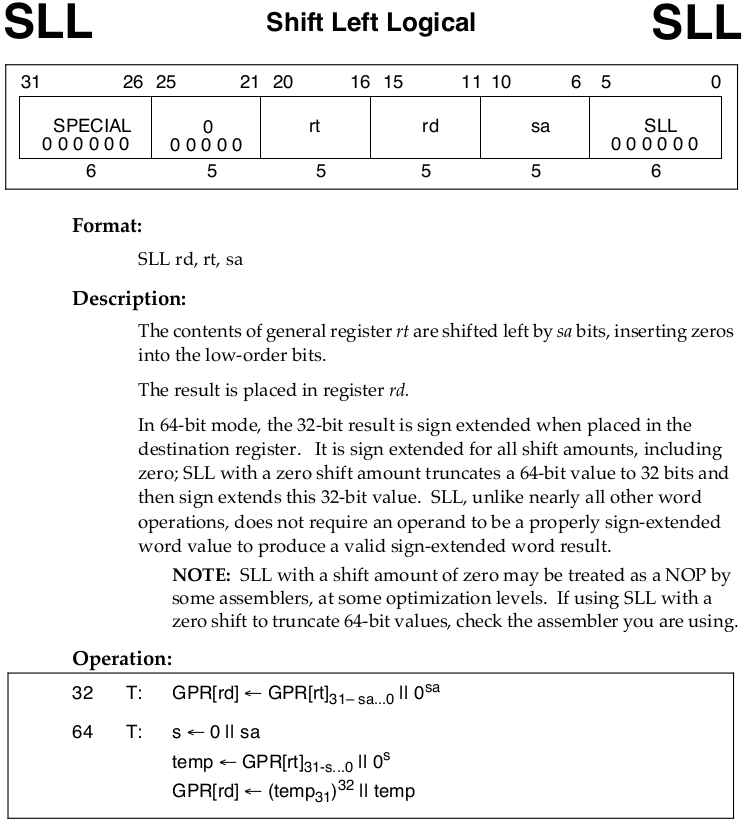 SLL Shift Left Logical SLL
31 26 25 21 20 16 15 11 10 6 5 0
SPECIAL 0 rt rd sa SLL
0 0 0 0 0 0 0 0 0 0 0 0 0 0 0 0 0
6 5 5 5 5 6
Format:
SLL rd, rt, sa
Description:
The contents of general register rt are shifted left by sa bits, inserting zeros
into the low-order bits.
The result is placed in register rd.
In 64-bit mode, the 32-bit result is sign extended when placed in the
destination register. It is sign extended for all shift amounts, including
zero; SLL with a zero shift amount truncates a 64-bit value to 32 bits and
then sign extends this 32-bit value. SLL, unlike nearly all other word
operations, does not require an operand to be a properly sign-extended
word value to produce a valid sign-extended word result.
NOTE: SLL with a shift amount of zero may be treated as a NOP by
some assemblers, at some optimization levels. If using SLL with a
zero shift to truncate 64-bit values, check the assembler you are using.
Operation:
32 T: GPR[rd] ← GPR[rt]31– sa...0 || 0sa
64 T: s ← 0 || sa
temp ← GPR[rt]31-s...0 || 0s
GPR[rd] ← (temp31)32 || temp